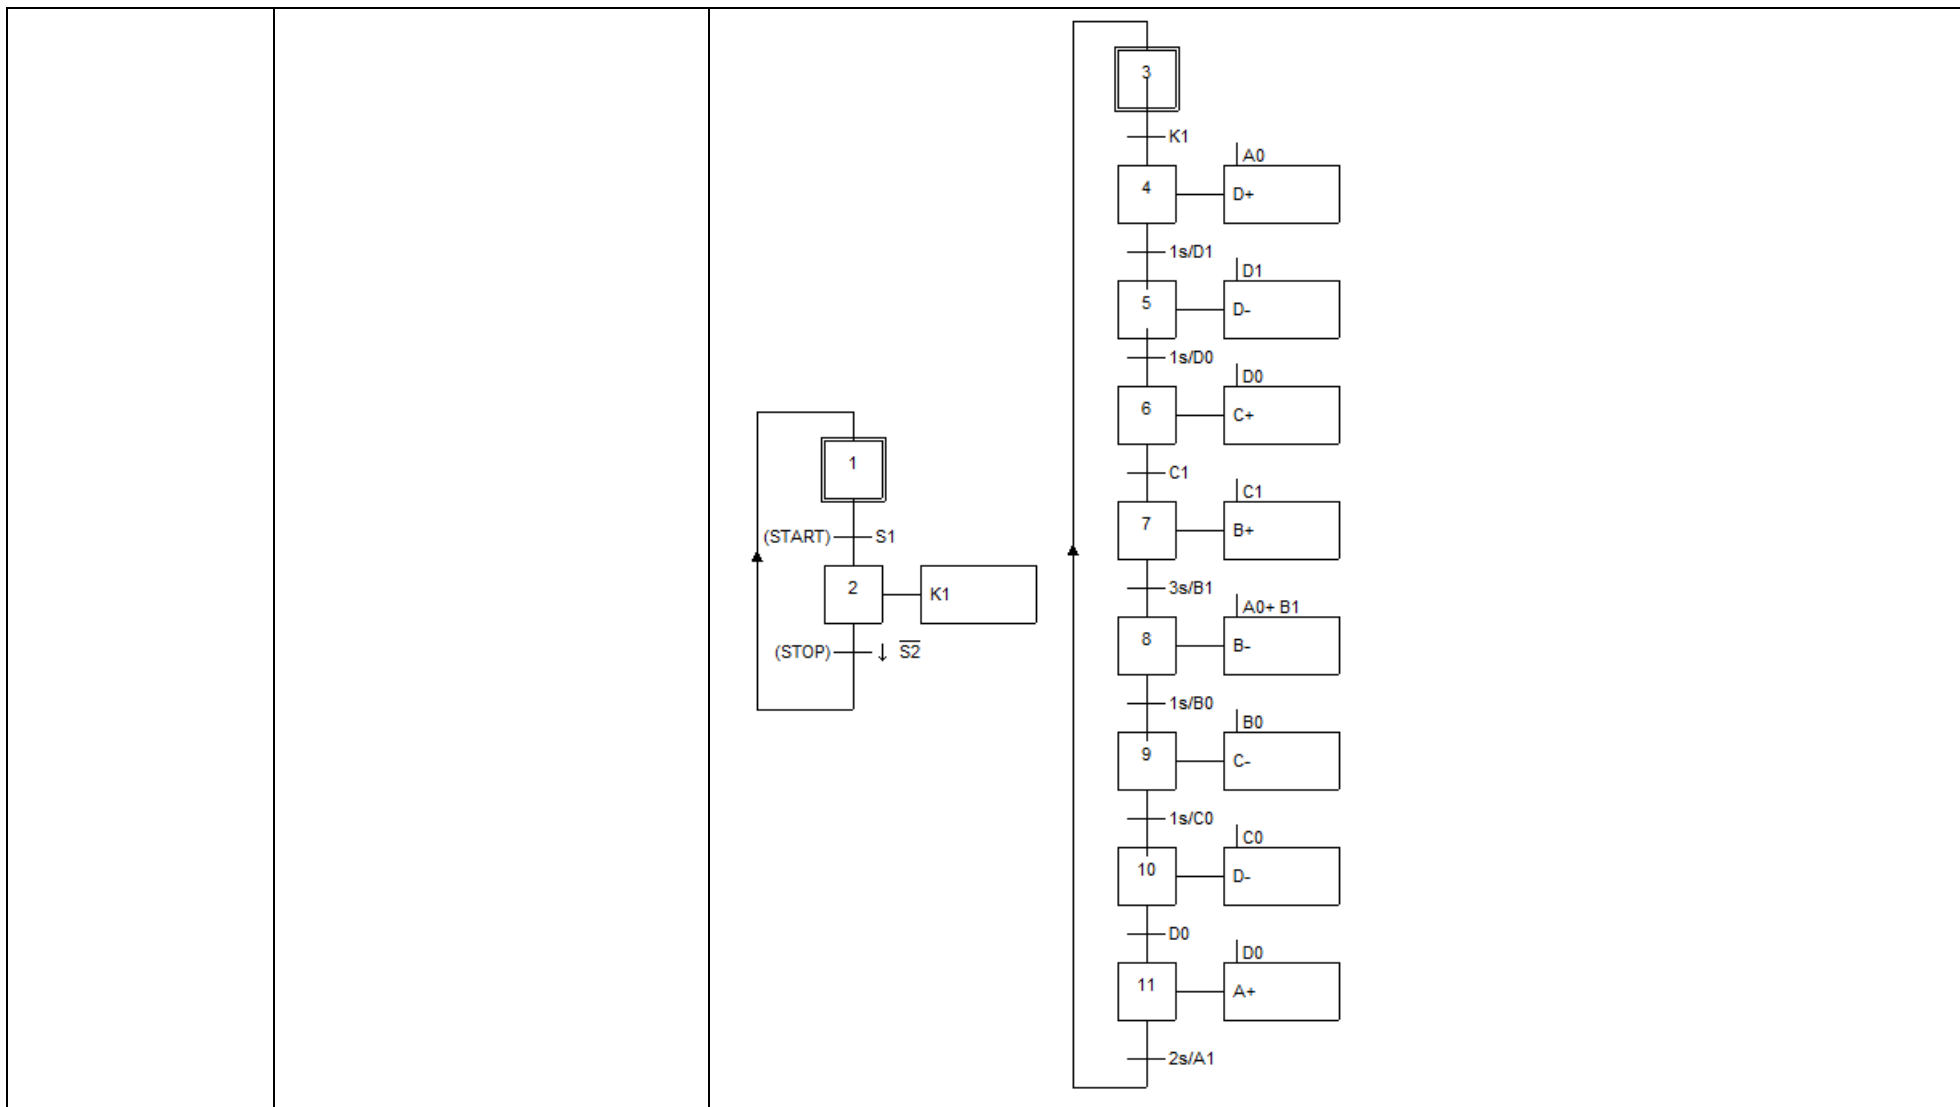 1
(START) S1
2 K1
(STOP) ↓ S̅2̅
3
K1
A0
4 D+
1s/D1
D1
5 D-
1s/D0
D0
6 C+
C1
C1
7 B+
3s/B1
A0+ B1
8 B-
1s/B0
B0
9 C-
1s/C0
C0
10 D-
D0
D0
11 A+
2s/A1